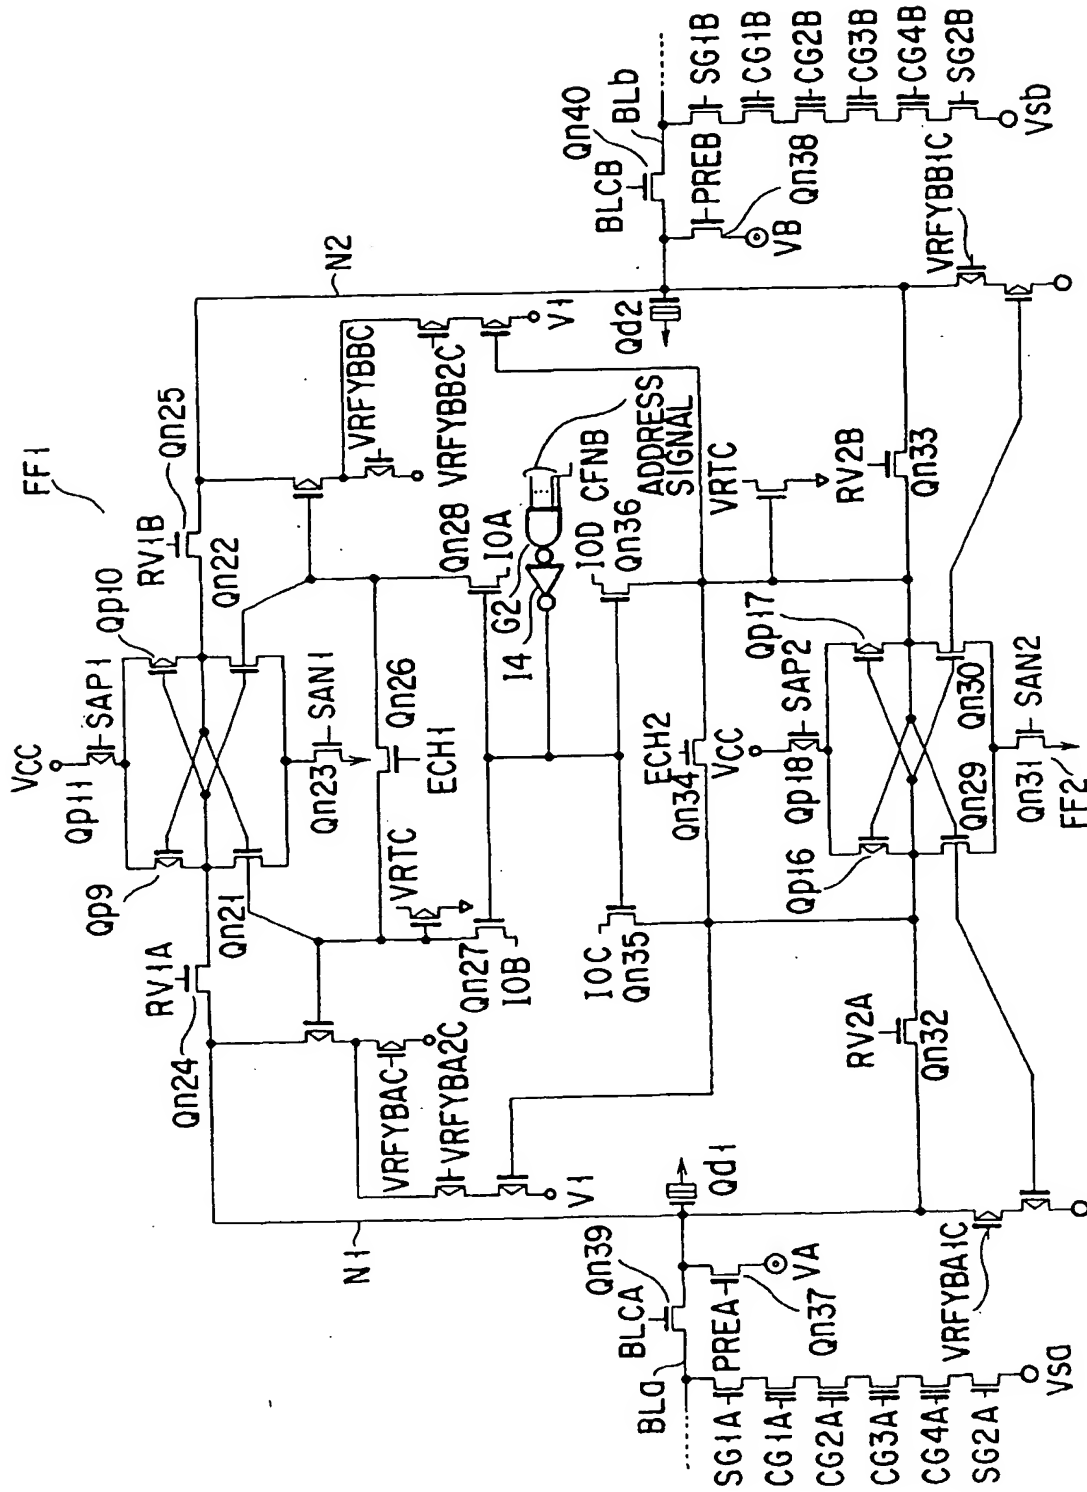 FF1
VCC
Qp11
SAP1
Qp9
Qp10
RV1A
RV1B
Qn24
Qn25
Qn21
Qn22
SAN1
Qn23
N1
N2
VRFYBAC
VRFYBA2C
V1
VRTC
ECH1
Qn26
VRFYBBC
VRFYBB2C
V1
Qn27
IOB
Qn28
IOA
G2
I4
CFNB
ADDRESS
SIGNAL
IOC
Qn35
IOD
Qn36
VRTC
BLCA
Qn39
BLa
PREA
VA
Qn37
Qd1
SG1A
CG1A
CG2A
CG3A
CG4A
SG2A
Vsa
BLCB
Qn40
BLb
PREB
Qn38
VB
Qd2
SG1B
CG1B
CG2B
CG3B
CG4B
SG2B
Vsb
ECH2
Qn34
VCC
Qp18
SAP2
Qp16
Qp17
RV2A
Qn32
RV2B
Qn33
Qn29
Qn30
Qn31
SAN2
FF2
VRFYBA1C
VRFYBB1C